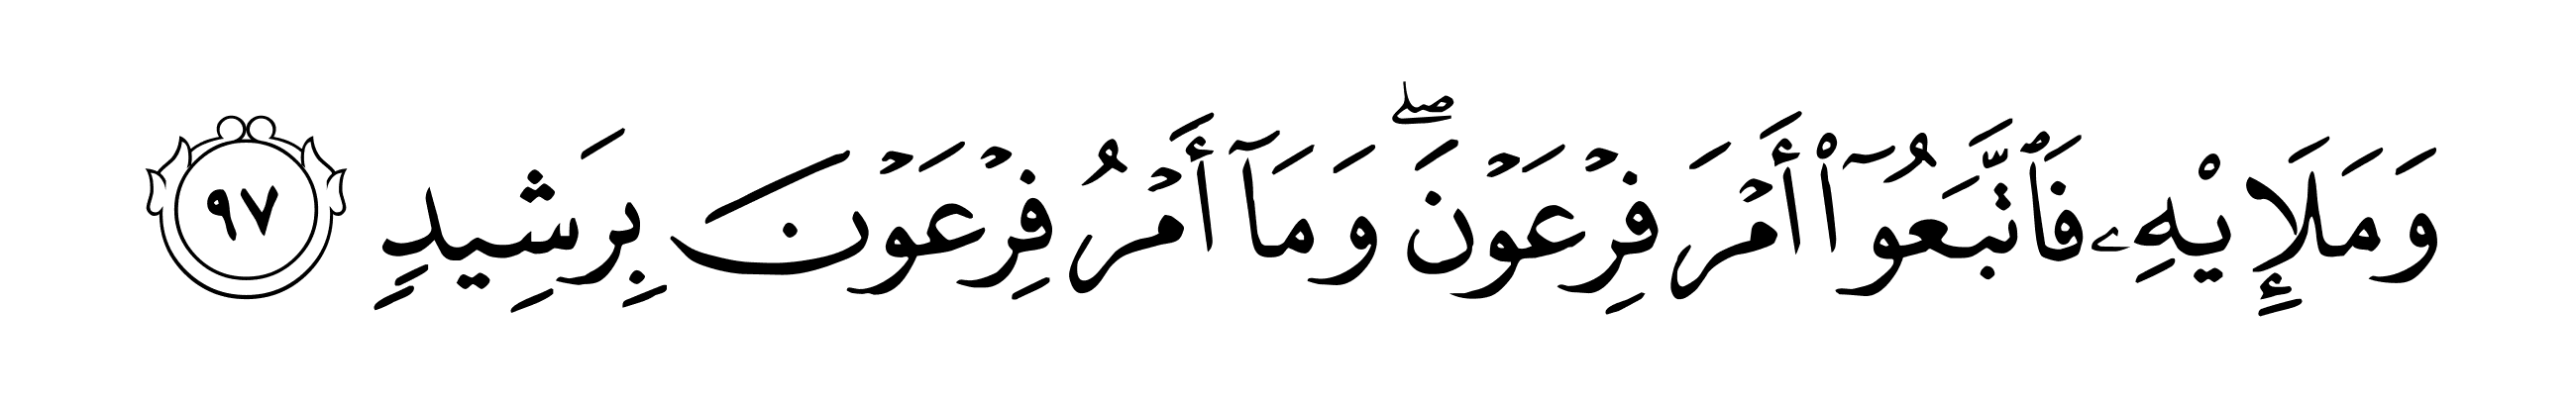 وَمَلَإِي۟هِۦ فَٱتَّبَعُوٓا۟ أَمْرَ فِرْعَوْنَۖ وَمَآ أَمْرُ فِرْعَوْنَ بِرَشِيدٍ ٩٧